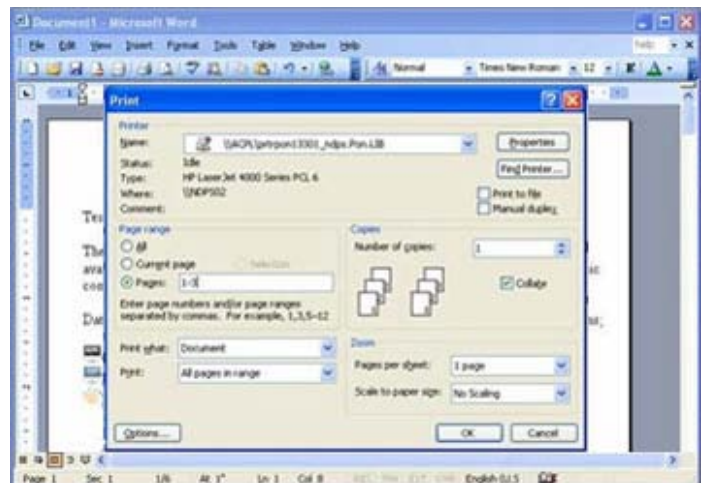 Document1 - Microsoft Word
File Edit View Insert Format Tools Table Window Help
Normal Times New Roman 12
Print
Printer
Name:
Properties
Status: Idle
Find Printer...
Type: HP LaserJet 4000 Series PCL 6
Where: \\NDPS02
Print to file
Comment:
Manual duplex
Page range
All
Current page Selection
Pages: 1-3
Enter page numbers and/or page ranges
separated by commas. For example, 1,3,5-12
Copies
Number of copies: 1
Collate
Print what: Document
Print: All pages in range
Zoom
Pages per sheet: 1 page
Scale to paper size: No Scaling
Options... OK Cancel
Page 1 Sec 1 1/6 At 1" Ln 1 Col 8 English (U.S